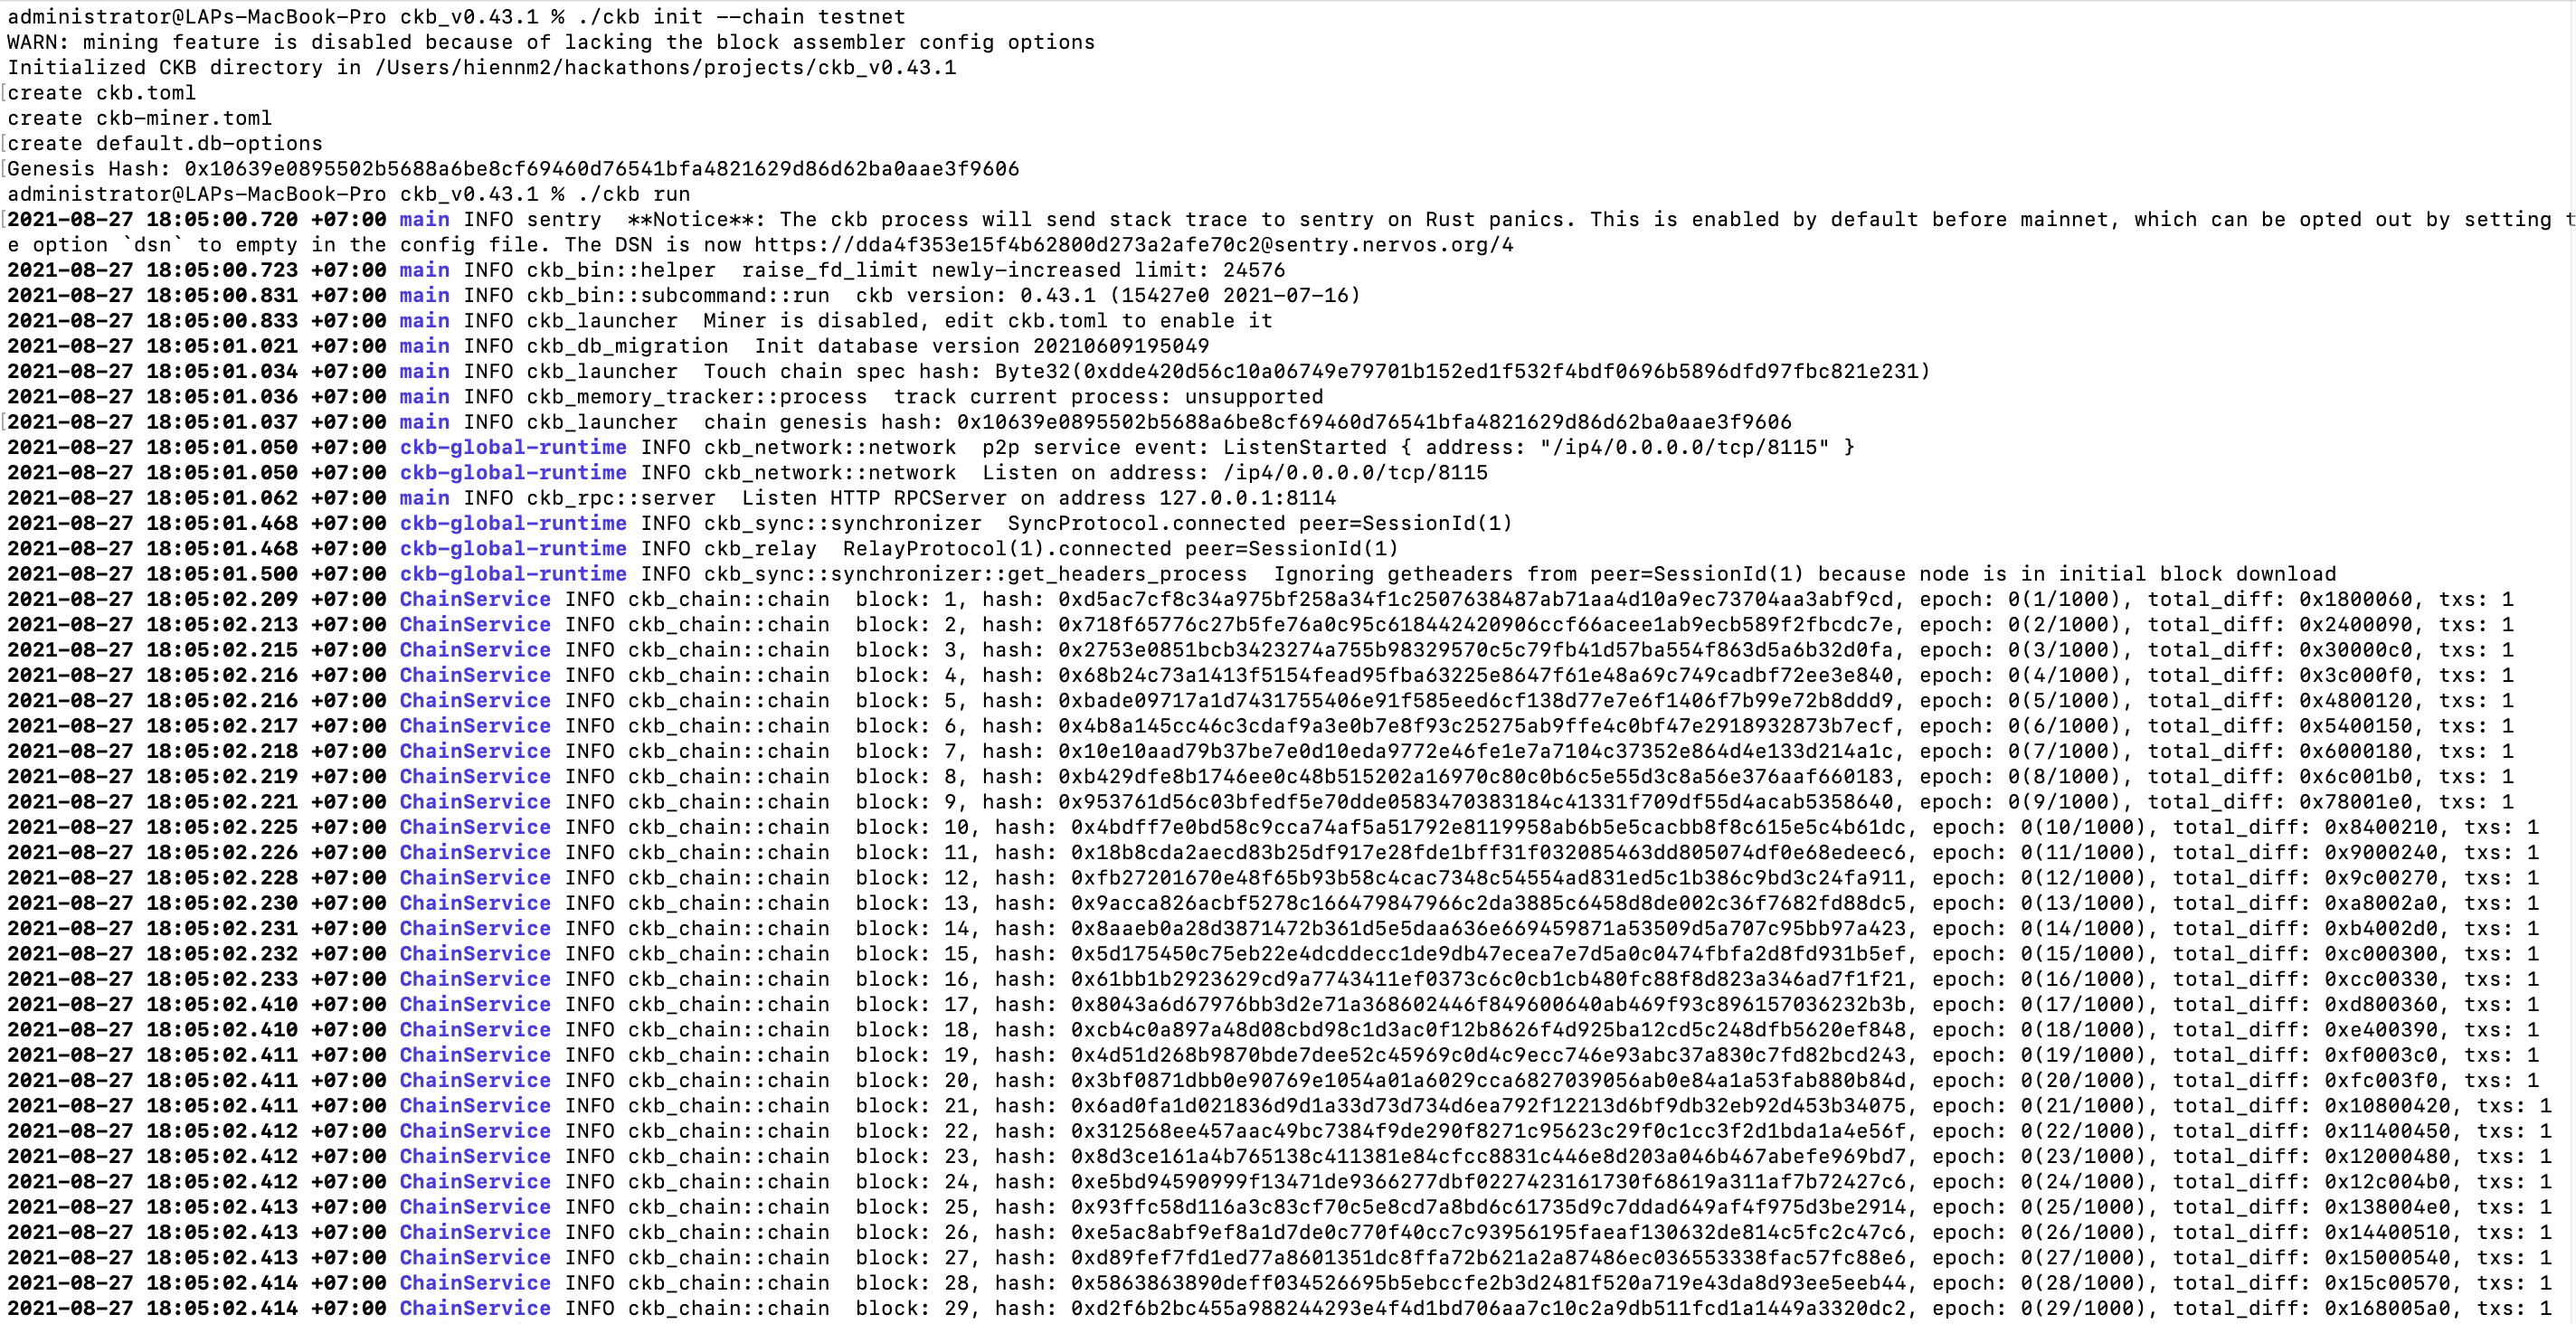 administrator@LAPs-MacBook-Pro ckb_v0.43.1 % ./ckb init --chain testnet
WARN: mining feature is disabled because of lacking the block assembler config options
Initialized CKB directory in /Users/hiennm2/hackathons/projects/ckb_v0.43.1
[create ckb.toml
create ckb-miner.toml
[create default.db-options
[Genesis Hash: 0x10639e0895502b5688a6be8cf69460d76541bfa4821629d86d62ba0aae3f9606
administrator@LAPs-MacBook-Pro ckb_v0.43.1 % ./ckb run
[2021-08-27 18:05:00.720 +07:00 main INFO sentry  **Notice**: The ckb process will send stack trace to sentry on Rust panics. This is enabled by default before mainnet, which can be opted out by setting t
e option `dsn` to empty in the config file. The DSN is now https://dda4f353e15f4b62800d273a2afe70c2@sentry.nervos.org/4
2021-08-27 18:05:00.723 +07:00 main INFO ckb_bin::helper  raise_fd_limit newly-increased limit: 24576
2021-08-27 18:05:00.831 +07:00 main INFO ckb_bin::subcommand::run  ckb version: 0.43.1 (15427e0 2021-07-16)
2021-08-27 18:05:00.833 +07:00 main INFO ckb_launcher  Miner is disabled, edit ckb.toml to enable it
2021-08-27 18:05:01.021 +07:00 main INFO ckb_db_migration  Init database version 20210609195049
2021-08-27 18:05:01.034 +07:00 main INFO ckb_launcher  Touch chain spec hash: Byte32(0xdde420d56c10a06749e79701b152ed1f532f4bdf0696b5896dfd97fbc821e231)
2021-08-27 18:05:01.036 +07:00 main INFO ckb_memory_tracker::process  track current process: unsupported
[2021-08-27 18:05:01.037 +07:00 main INFO ckb_launcher  chain genesis hash: 0x10639e0895502b5688a6be8cf69460d76541bfa4821629d86d62ba0aae3f9606
2021-08-27 18:05:01.050 +07:00 ckb-global-runtime INFO ckb_network::network  p2p service event: ListenStarted { address: "/ip4/0.0.0.0/tcp/8115" }
2021-08-27 18:05:01.050 +07:00 ckb-global-runtime INFO ckb_network::network  Listen on address: /ip4/0.0.0.0/tcp/8115
2021-08-27 18:05:01.062 +07:00 main INFO ckb_rpc::server  Listen HTTP RPCServer on address 127.0.0.1:8114
2021-08-27 18:05:01.468 +07:00 ckb-global-runtime INFO ckb_sync::synchronizer  SyncProtocol.connected peer=SessionId(1)
2021-08-27 18:05:01.468 +07:00 ckb-global-runtime INFO ckb_relay  RelayProtocol(1).connected peer=SessionId(1)
2021-08-27 18:05:01.500 +07:00 ckb-global-runtime INFO ckb_sync::synchronizer::get_headers_process  Ignoring getheaders from peer=SessionId(1) because node is in initial block download
2021-08-27 18:05:02.209 +07:00 ChainService INFO ckb_chain::chain  block: 1, hash: 0xd5ac7cf8c34a975bf258a34f1c2507638487ab71aa4d10a9ec73704aa3abf9cd, epoch: 0(1/1000), total_diff: 0x1800060, txs: 1
2021-08-27 18:05:02.213 +07:00 ChainService INFO ckb_chain::chain  block: 2, hash: 0x718f65776c27b5fe76a0c95c618442420906ccf66acee1ab9ecb589f2fbcdc7e, epoch: 0(2/1000), total_diff: 0x2400090, txs: 1
2021-08-27 18:05:02.215 +07:00 ChainService INFO ckb_chain::chain  block: 3, hash: 0x2753e0851bcb3423274a755b98329570c5c79fb41d57ba554f863d5a6b32d0fa, epoch: 0(3/1000), total_diff: 0x30000c0, txs: 1
2021-08-27 18:05:02.216 +07:00 ChainService INFO ckb_chain::chain  block: 4, hash: 0x68b24c73a1413f5154fead95fba63225e8647f61e48a69c749cadbf72ee3e840, epoch: 0(4/1000), total_diff: 0x3c000f0, txs: 1
2021-08-27 18:05:02.216 +07:00 ChainService INFO ckb_chain::chain  block: 5, hash: 0xbade09717a1d7431755406e91f585eed6cf138d77e7e6f1406f7b99e72b8ddd9, epoch: 0(5/1000), total_diff: 0x4800120, txs: 1
2021-08-27 18:05:02.217 +07:00 ChainService INFO ckb_chain::chain  block: 6, hash: 0x4b8a145cc46c3cdaf9a3e0b7e8f93c25275ab9ffe4c0bf47e2918932873b7ecf, epoch: 0(6/1000), total_diff: 0x5400150, txs: 1
2021-08-27 18:05:02.218 +07:00 ChainService INFO ckb_chain::chain  block: 7, hash: 0x10e10aad79b37be7e0d10eda9772e46fe1e7a7104c37352e864d4e133d214a1c, epoch: 0(7/1000), total_diff: 0x6000180, txs: 1
2021-08-27 18:05:02.219 +07:00 ChainService INFO ckb_chain::chain  block: 8, hash: 0xb429dfe8b1746ee0c48b515202a16970c80c0b6c5e55d3c8a56e376aaf660183, epoch: 0(8/1000), total_diff: 0x6c001b0, txs: 1
2021-08-27 18:05:02.221 +07:00 ChainService INFO ckb_chain::chain  block: 9, hash: 0x953761d56c03bfedf5e70dde0583470383184c41331f709df55d4acab5358640, epoch: 0(9/1000), total_diff: 0x78001e0, txs: 1
2021-08-27 18:05:02.225 +07:00 ChainService INFO ckb_chain::chain  block: 10, hash: 0x4bdff7e0bd58c9cca74af5a51792e8119958ab6b5e5cacbb8f8c615e5c4b61dc, epoch: 0(10/1000), total_diff: 0x8400210, txs: 1
2021-08-27 18:05:02.226 +07:00 ChainService INFO ckb_chain::chain  block: 11, hash: 0x18b8cda2aecd83b25df917e28fde1bff31f032085463dd805074df0e68edeec6, epoch: 0(11/1000), total_diff: 0x9000240, txs: 1
2021-08-27 18:05:02.228 +07:00 ChainService INFO ckb_chain::chain  block: 12, hash: 0xfb27201670e48f65b93b58c4cac7348c54554ad831ed5c1b386c9bd3c24fa911, epoch: 0(12/1000), total_diff: 0x9c00270, txs: 1
2021-08-27 18:05:02.230 +07:00 ChainService INFO ckb_chain::chain  block: 13, hash: 0x9acca826acbf5278c166479847966c2da3885c6458d8de002c36f7682fd88dc5, epoch: 0(13/1000), total_diff: 0xa8002a0, txs: 1
2021-08-27 18:05:02.231 +07:00 ChainService INFO ckb_chain::chain  block: 14, hash: 0x8aaeb0a28d3871472b361d5e5daa636e669459871a53509d5a707c95bb97a423, epoch: 0(14/1000), total_diff: 0xb4002d0, txs: 1
2021-08-27 18:05:02.232 +07:00 ChainService INFO ckb_chain::chain  block: 15, hash: 0x5d175450c75eb22e4dcddecc1de9db47ecea7e7d5a0c0474fbfa2d8fd931b5ef, epoch: 0(15/1000), total_diff: 0xc000300, txs: 1
2021-08-27 18:05:02.233 +07:00 ChainService INFO ckb_chain::chain  block: 16, hash: 0x61bb1b2923629cd9a7743411ef0373c6c0cb1cb480fc88f8d823a346ad7f1f21, epoch: 0(16/1000), total_diff: 0xcc00330, txs: 1
2021-08-27 18:05:02.410 +07:00 ChainService INFO ckb_chain::chain  block: 17, hash: 0x8043a6d67976bb3d2e71a368602446f849600640ab469f93c896157036232b3b, epoch: 0(17/1000), total_diff: 0xd800360, txs: 1
2021-08-27 18:05:02.410 +07:00 ChainService INFO ckb_chain::chain  block: 18, hash: 0xcb4c0a897a48d08cbd98c1d3ac0f12b8626f4d925ba12cd5c248dfb5620ef848, epoch: 0(18/1000), total_diff: 0xe400390, txs: 1
2021-08-27 18:05:02.411 +07:00 ChainService INFO ckb_chain::chain  block: 19, hash: 0x4d51d268b9870bde7dee52c45969c0d4c9ecc746e93abc37a830c7fd82bcd243, epoch: 0(19/1000), total_diff: 0xf0003c0, txs: 1
2021-08-27 18:05:02.411 +07:00 ChainService INFO ckb_chain::chain  block: 20, hash: 0x3bf0871dbb0e90769e1054a01a6029cca6827039056ab0e84a1a53fab880b84d, epoch: 0(20/1000), total_diff: 0xfc003f0, txs: 1
2021-08-27 18:05:02.411 +07:00 ChainService INFO ckb_chain::chain  block: 21, hash: 0x6ad0fa1d021836d9d1a33d73d734d6ea792f12213d6bf9db32eb92d453b34075, epoch: 0(21/1000), total_diff: 0x10800420, txs: 1
2021-08-27 18:05:02.412 +07:00 ChainService INFO ckb_chain::chain  block: 22, hash: 0x312568ee457aac49bc7384f9de290f8271c95623c29f0c1cc3f2d1bda1a4e56f, epoch: 0(22/1000), total_diff: 0x11400450, txs: 1
2021-08-27 18:05:02.412 +07:00 ChainService INFO ckb_chain::chain  block: 23, hash: 0x8d3ce161a4b765138c411381e84cfcc8831c446e8d203a046b467abefe969bd7, epoch: 0(23/1000), total_diff: 0x12000480, txs: 1
2021-08-27 18:05:02.412 +07:00 ChainService INFO ckb_chain::chain  block: 24, hash: 0xe5bd94590999f13471de9366277dbf0227423161730f68619a311af7b72427c6, epoch: 0(24/1000), total_diff: 0x12c004b0, txs: 1
2021-08-27 18:05:02.413 +07:00 ChainService INFO ckb_chain::chain  block: 25, hash: 0x93ffc58d116a3c83cf70c5e8cd7a8bd6c61735d9c7ddad649af4f975d3be2914, epoch: 0(25/1000), total_diff: 0x138004e0, txs: 1
2021-08-27 18:05:02.413 +07:00 ChainService INFO ckb_chain::chain  block: 26, hash: 0xe5ac8abf9ef8a1d7de0c770f40cc7c93956195faeaf130632de814c5fc2c47c6, epoch: 0(26/1000), total_diff: 0x14400510, txs: 1
2021-08-27 18:05:02.413 +07:00 ChainService INFO ckb_chain::chain  block: 27, hash: 0xd89fef7fd1ed77a8601351dc8ffa72b621a2a87486ec036553338fac57fc88e6, epoch: 0(27/1000), total_diff: 0x15000540, txs: 1
2021-08-27 18:05:02.414 +07:00 ChainService INFO ckb_chain::chain  block: 28, hash: 0x5863863890deff034526695b5ebccfe2b3d2481f520a719e43da8d93ee5eeb44, epoch: 0(28/1000), total_diff: 0x15c00570, txs: 1
2021-08-27 18:05:02.414 +07:00 ChainService INFO ckb_chain::chain  block: 29, hash: 0xd2f6b2bc455a988244293e4f4d1bd706aa7c10c2a9db511fcd1a1449a3320dc2, epoch: 0(29/1000), total_diff: 0x168005a0, txs: 1